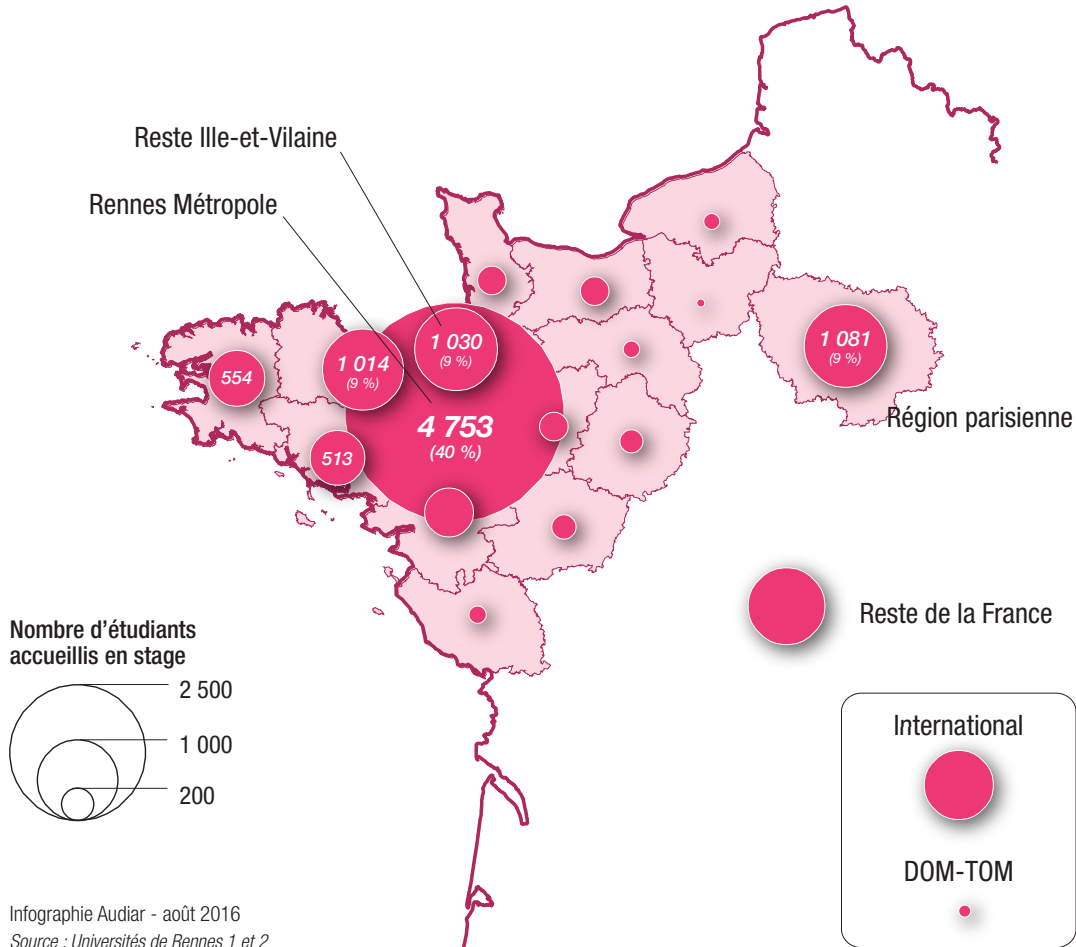 Reste Ille-et-Vilaine
Rennes Métropole
1 030
(9 %)
1 014
(9 %)
554
4 753
(40 %)
513
1 081
(9 %)
Région parisienne
Reste de la France
Nombre d’étudiants
accueillis en stage
2 500
1 000
200
International
DOM-TOM
Infographie Audiar - août 2016
Source : Universités de Rennes 1 et 2